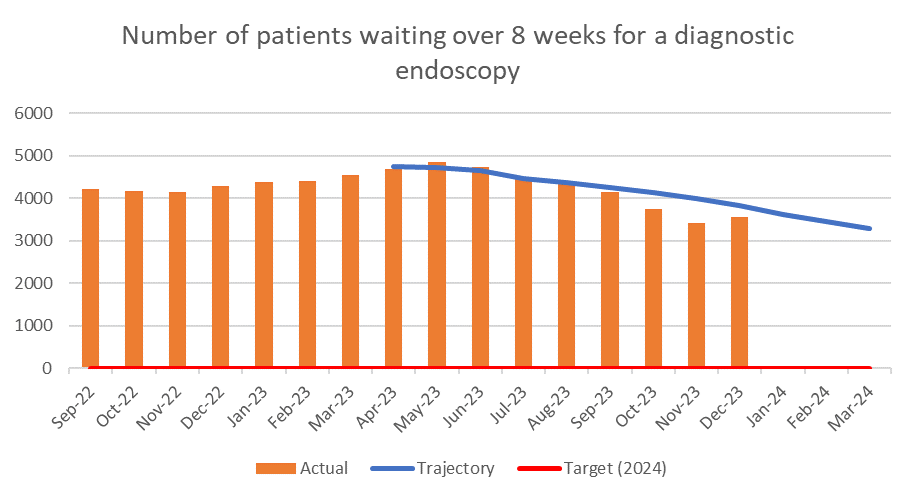 Number of patients waiting over 8 weeks for a diagnostic
endoscopy
6000
5000
4000
3000
2000
1000
0
Sep-22
Oct-22
Nov-22
Dec-22
Jan-23
Feb-23
Mar-23
Apr-23
May-23
Jun-23
Jul-23
Aug-23
Sep-23
Oct-23
Nov-23
Dec-23
Jan-24
Feb-24
Mar-24
Actual
Trajectory
Target (2024)